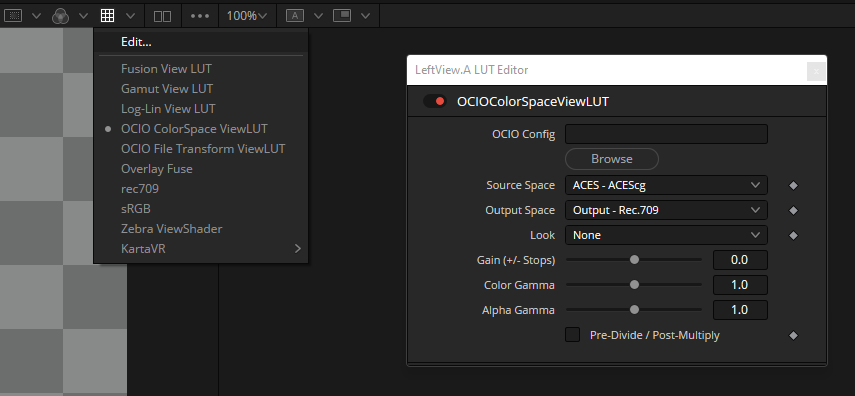 100%
A
Edit...
Fusion View LUT
Gamut View LUT
Log-Lin View LUT
OCIO ColorSpace ViewLUT
OCIO File Transform ViewLUT
Overlay Fuse
rec709
sRGB
Zebra ViewShader
KartaVR
LeftView.A LUT Editor
x
OCIOColorSpaceViewLUT
OCIO Config
Browse
Source Space ACES - ACEScg
Output Space Output - Rec.709
Look None
Gain (+/- Stops) 0.0
Color Gamma 1.0
Alpha Gamma 1.0
Pre-Divide / Post-Multiply